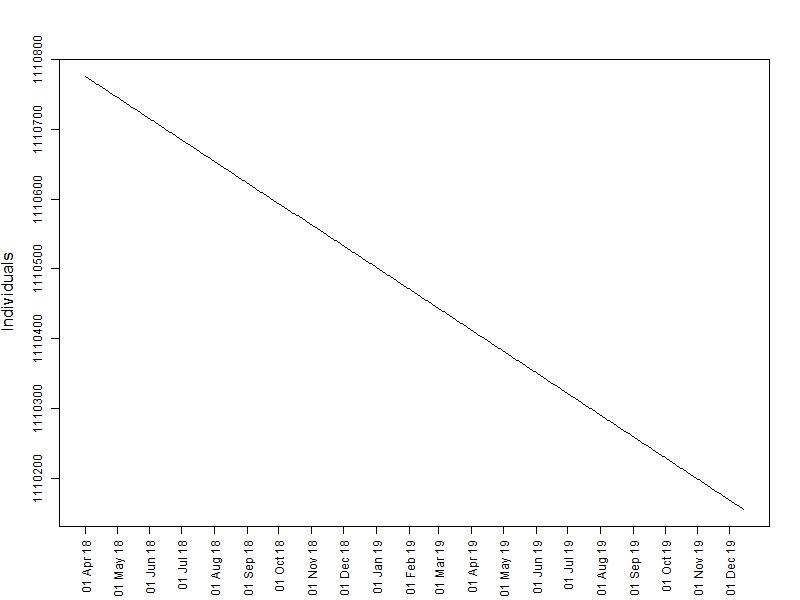 Individuals
1110800
1110700
1110600
1110500
1110400
1110300
1110200
01 Apr 18
01 May 18
01 Jun 18
01 Jul 18
01 Aug 18
01 Sep 18
01 Oct 18
01 Nov 18
01 Dec 18
01 Jan 19
01 Feb 19
01 Mar 19
01 Apr 19
01 May 19
01 Jun 19
01 Jul 19
01 Aug 19
01 Sep 19
01 Oct 19
01 Nov 19
01 Dec 19